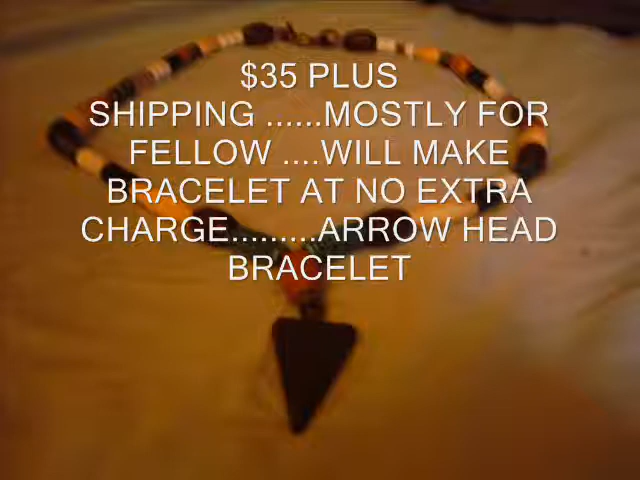 $35 PLUS
SHIPPING ......MOSTLY FOR
FELLOW ....WILL MAKE
BRACELET AT NO EXTRA
CHARGE.........ARROW HEAD
BRACELET